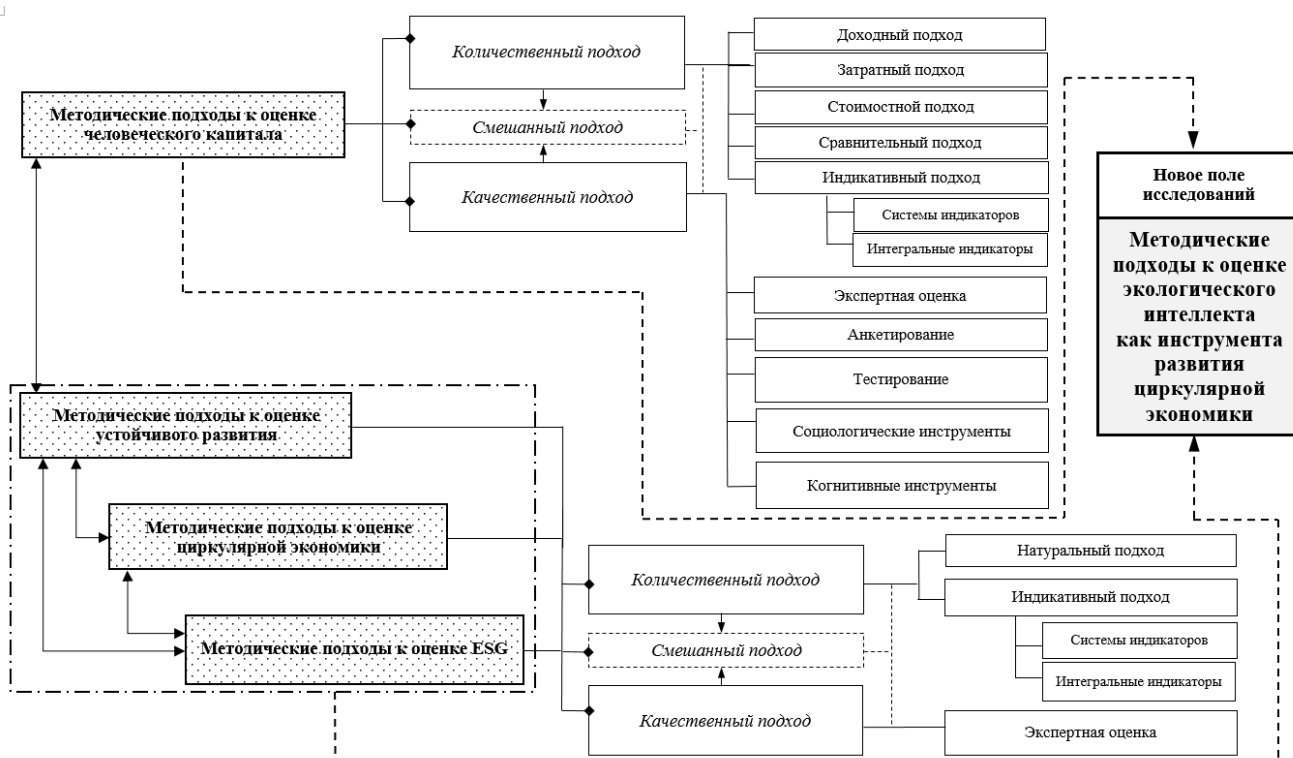 Методические подходы к оценке
человеческого капитала
Количественный подход
Смешанный подход
Качественный подход
Доходный подход
Затратный подход
Стоимостной подход
Сравнительный подход
Индикативный подход
Системы индикаторов
Интегральные индикаторы
Экспертная оценка
Анкетирование
Тестирование
Социологические инструменты
Когнитивные инструменты
Новое поле
исследований
Методические
подходы к оценке
экологического
интеллекта
как инструмента
развития
циркулярной
экономики
Методические подходы к оценке
устойчивого развития
Методические подходы к оценке
циркулярной экономики
Методические подходы к оценке ESG
Количественный подход
Смешанный подход
Качественный подход
Натуральный подход
Индикативный подход
Системы индикаторов
Интегральные индикаторы
Экспертная оценка